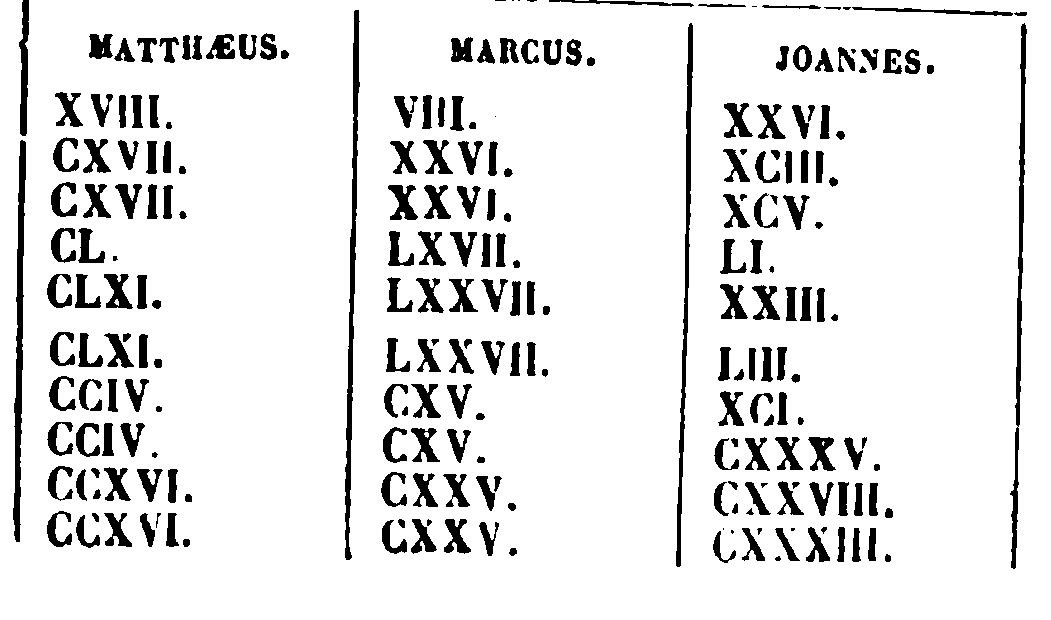 MATTHÆUS. MARCUS. JOANNES.
XVIII. VIII. XXVI.
CXVII. XXVI. XCIII.
CXVII. XXVI. XCV.
CL. LXVII. LI.
CLXI. LXXVII. XXIII.
CLXI. LXXVII. LIII.
CCIV. CXV. XCI.
CCIV. CXV. CXXXV.
CCXVI. CXXV. CXXVIII.
CCXVI. CXXV. CXXXIII.